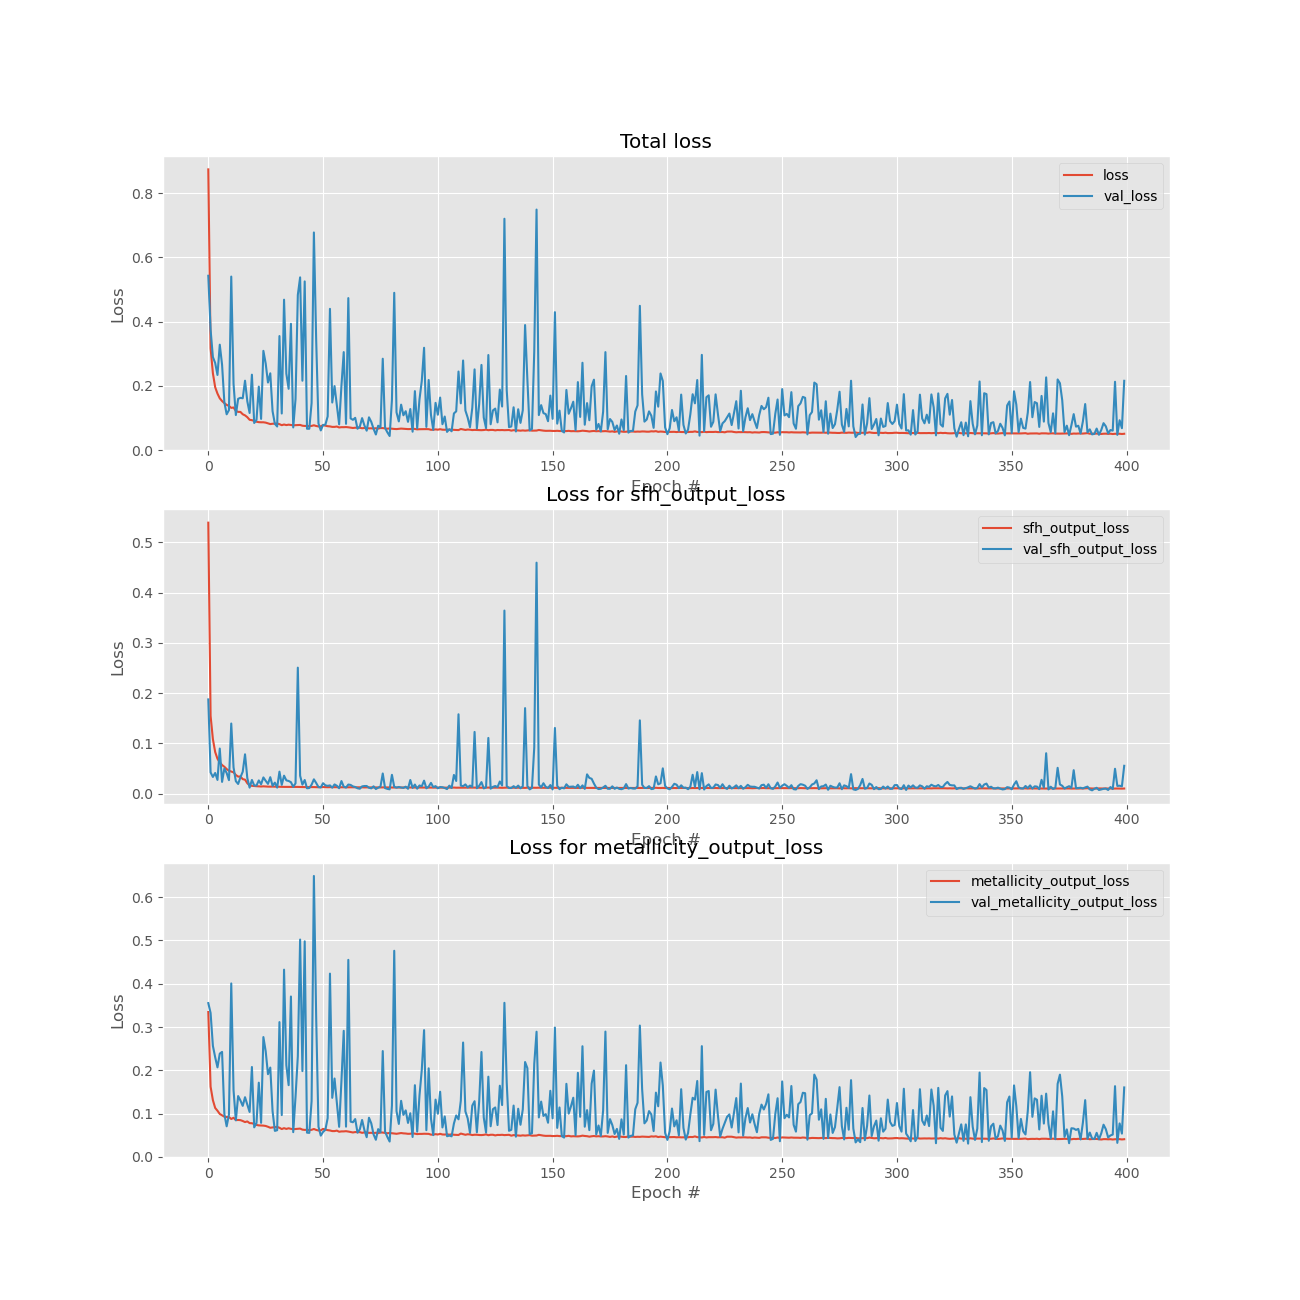 Total loss
loss
val_loss
Loss
0.8
0.6
0.4
0.2
0.0
0 50 100 150 200 250 300 350 400
Epoch #
Loss for sfh_output_loss
sfh_output_loss
val_sfh_output_loss
Loss
0.5
0.4
0.3
0.2
0.1
0.0
0 50 100 150 200 250 300 350 400
Epoch #
Loss for metallicity_output_loss
metallicity_output_loss
val_metallicity_output_loss
Loss
0.6
0.5
0.4
0.3
0.2
0.1
0.0
0 50 100 150 200 250 300 350 400
Epoch #